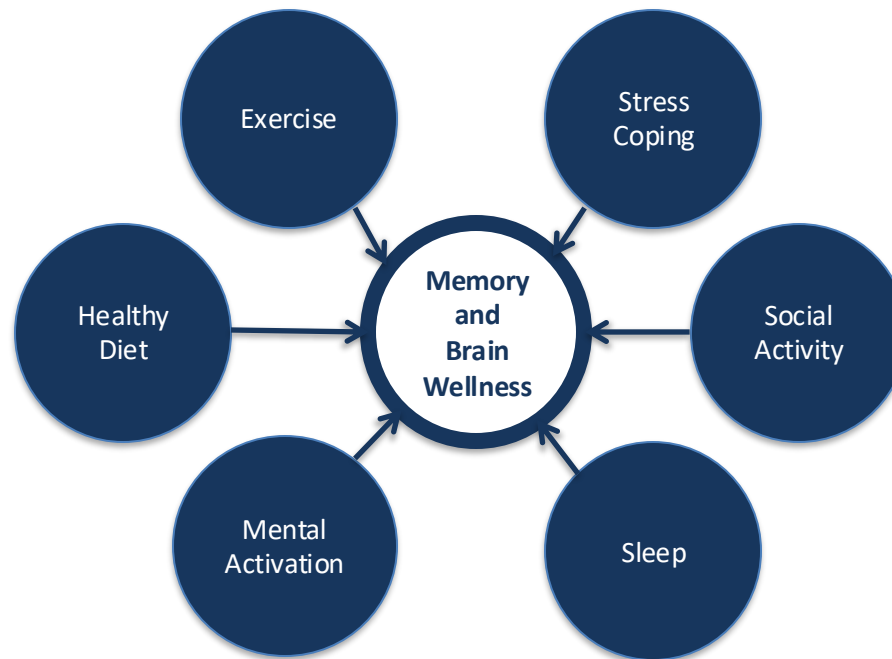 Exercise
Stress
Coping
Healthy
Diet
Memory
and
Brain
Wellness
Social
Activity
Mental
Activation
Sleep